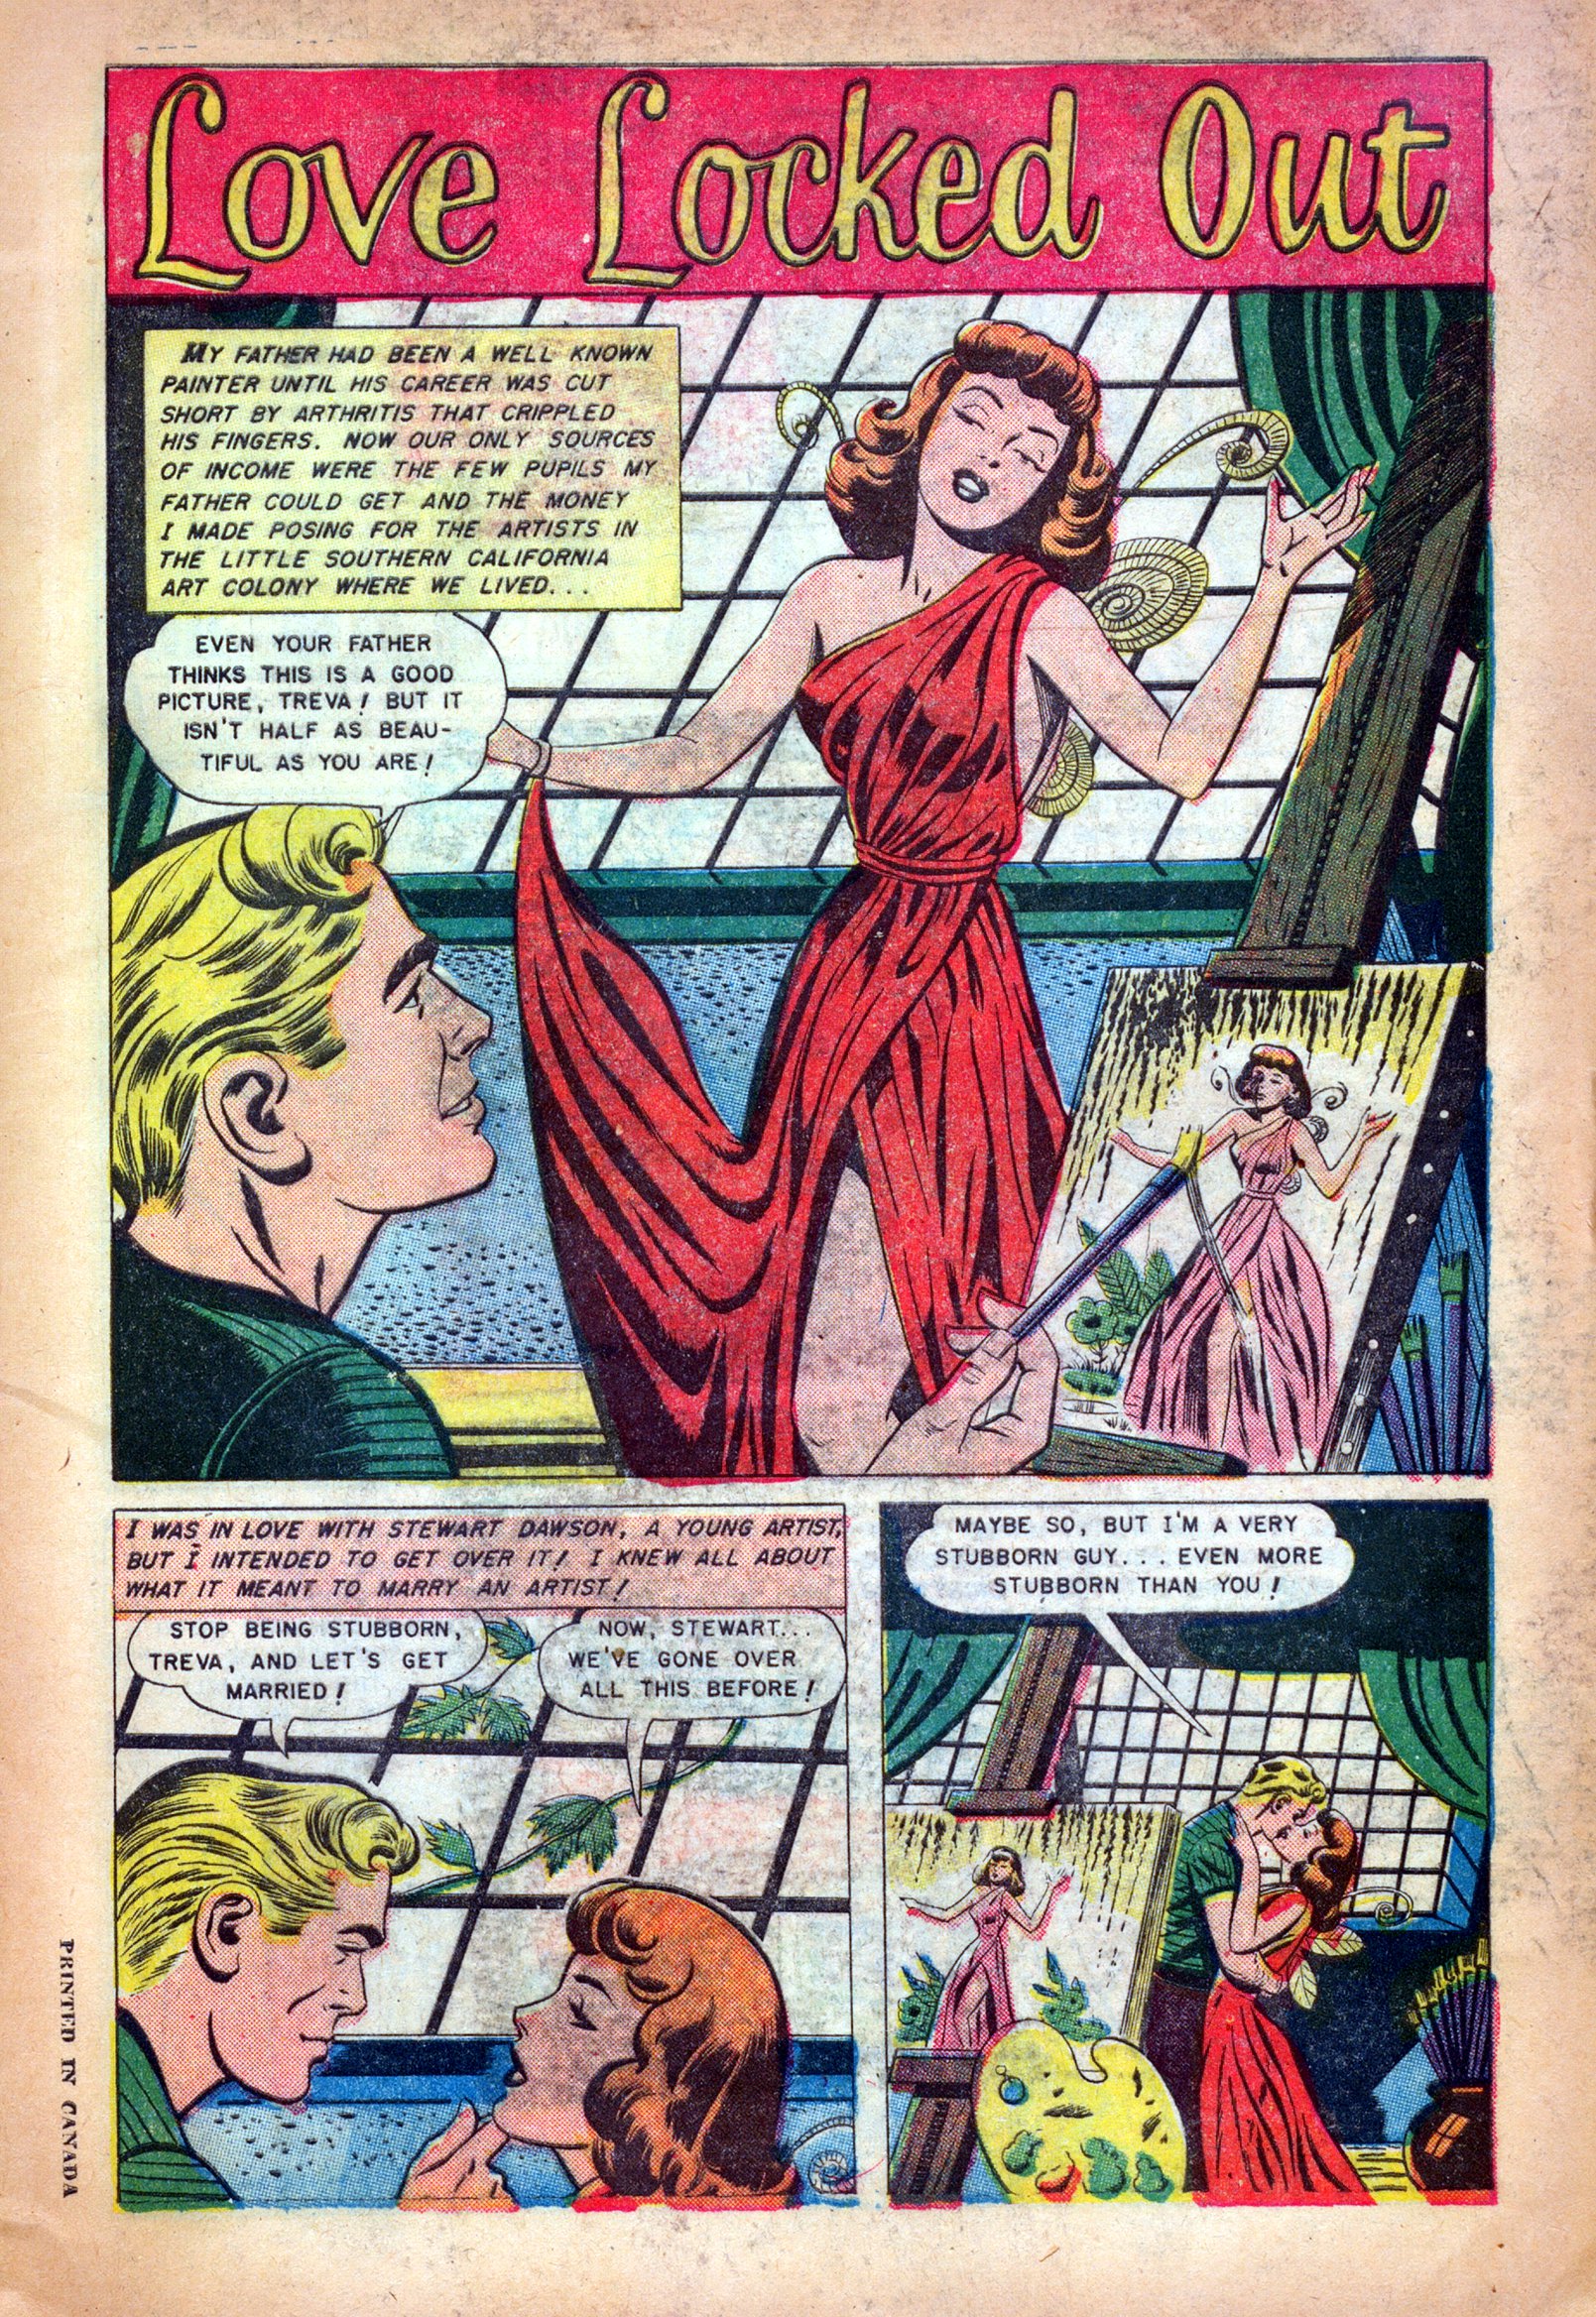 Love Locked Out
MY FATHER HAD BEEN A WELL KNOWN
PAINTER UNTIL HIS CAREER WAS CUT
SHORT BY ARTHRITIS THAT CRIPPLED
HIS FINGERS. NOW OUR ONLY SOURCES
OF INCOME WERE THE FEW PUPILS MY
FATHER COULD GET AND THE MONEY
I MADE POSING FOR THE ARTISTS IN
THE LITTLE SOUTHERN CALIFORNIA
ART COLONY WHERE WE LIVED...
EVEN YOUR FATHER
THINKS THIS IS A GOOD
PICTURE, TREVA! BUT IT
ISN'T HALF AS BEAU-
TIFUL AS YOU ARE!
I WAS IN LOVE WITH STEWART DAWSON, A YOUNG ARTIST,
BUT I INTENDED TO GET OVER IT! I KNEW ALL ABOUT
WHAT IT MEANT TO MARRY AN ARTIST!
STOP BEING STUBBORN,
TREVA, AND LET'S GET
MARRIED!
NOW, STEWART...
WE'VE GONE OVER
ALL THIS BEFORE!
MAYBE SO, BUT I'M A VERY
STUBBORN GUY... EVEN MORE
STUBBORN THAN YOU!
PRINTED IN CANADA